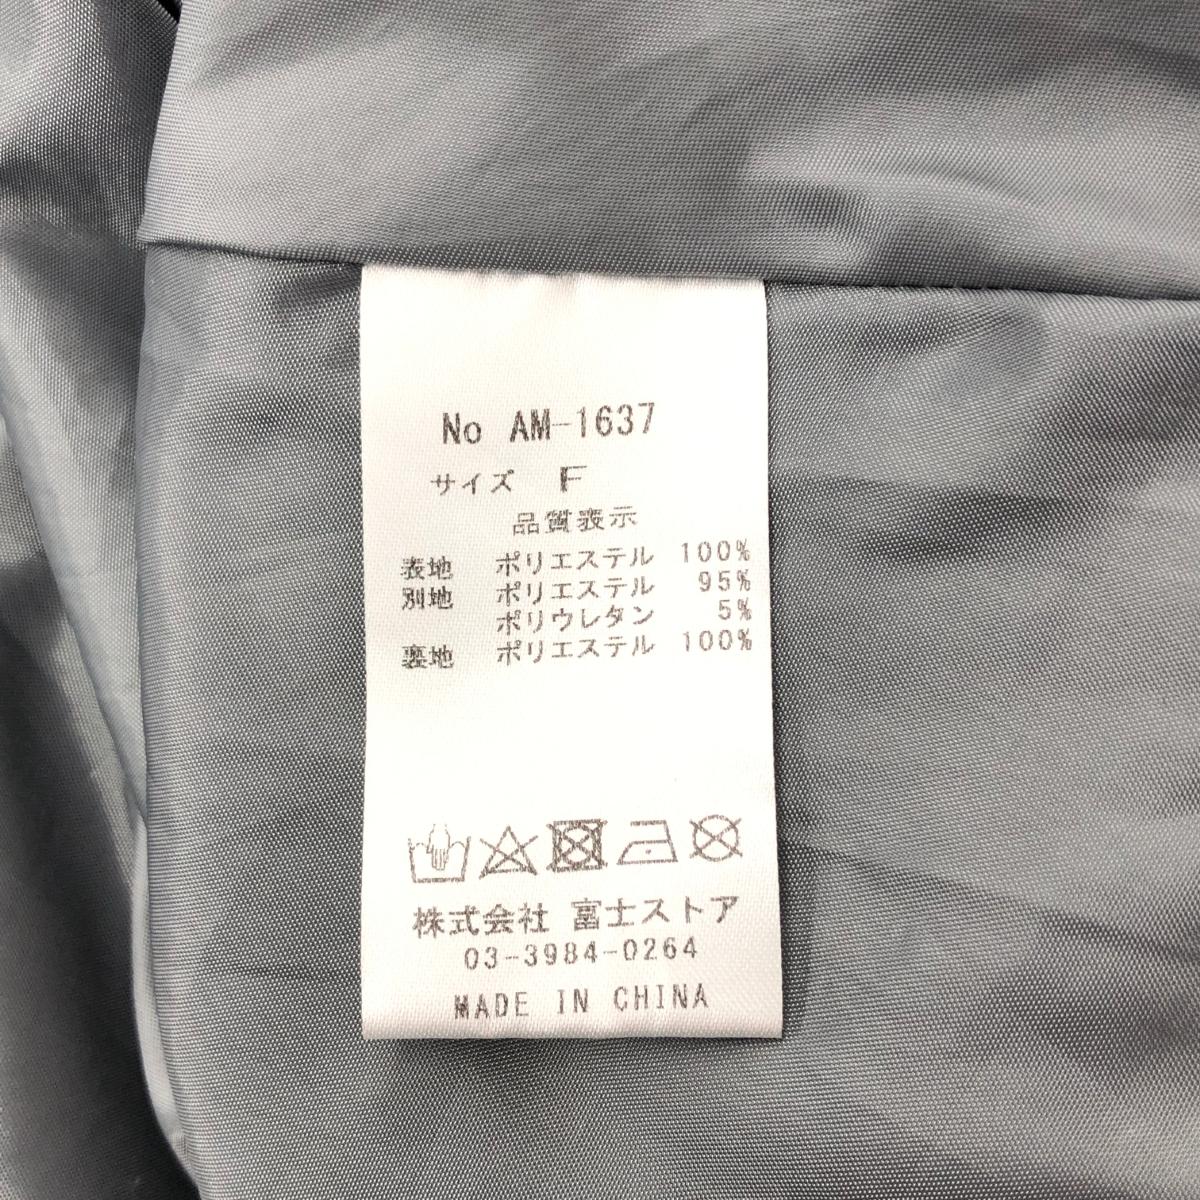 No AM-1637
サイズ F
品質表示
表地 ポリエステル 100%
別地 ポリエステル 95%
ポリウレタン 5%
裏地 ポリエステル 100%
株式会社 富士ストア
03-3984-0264
MADE IN CHINA